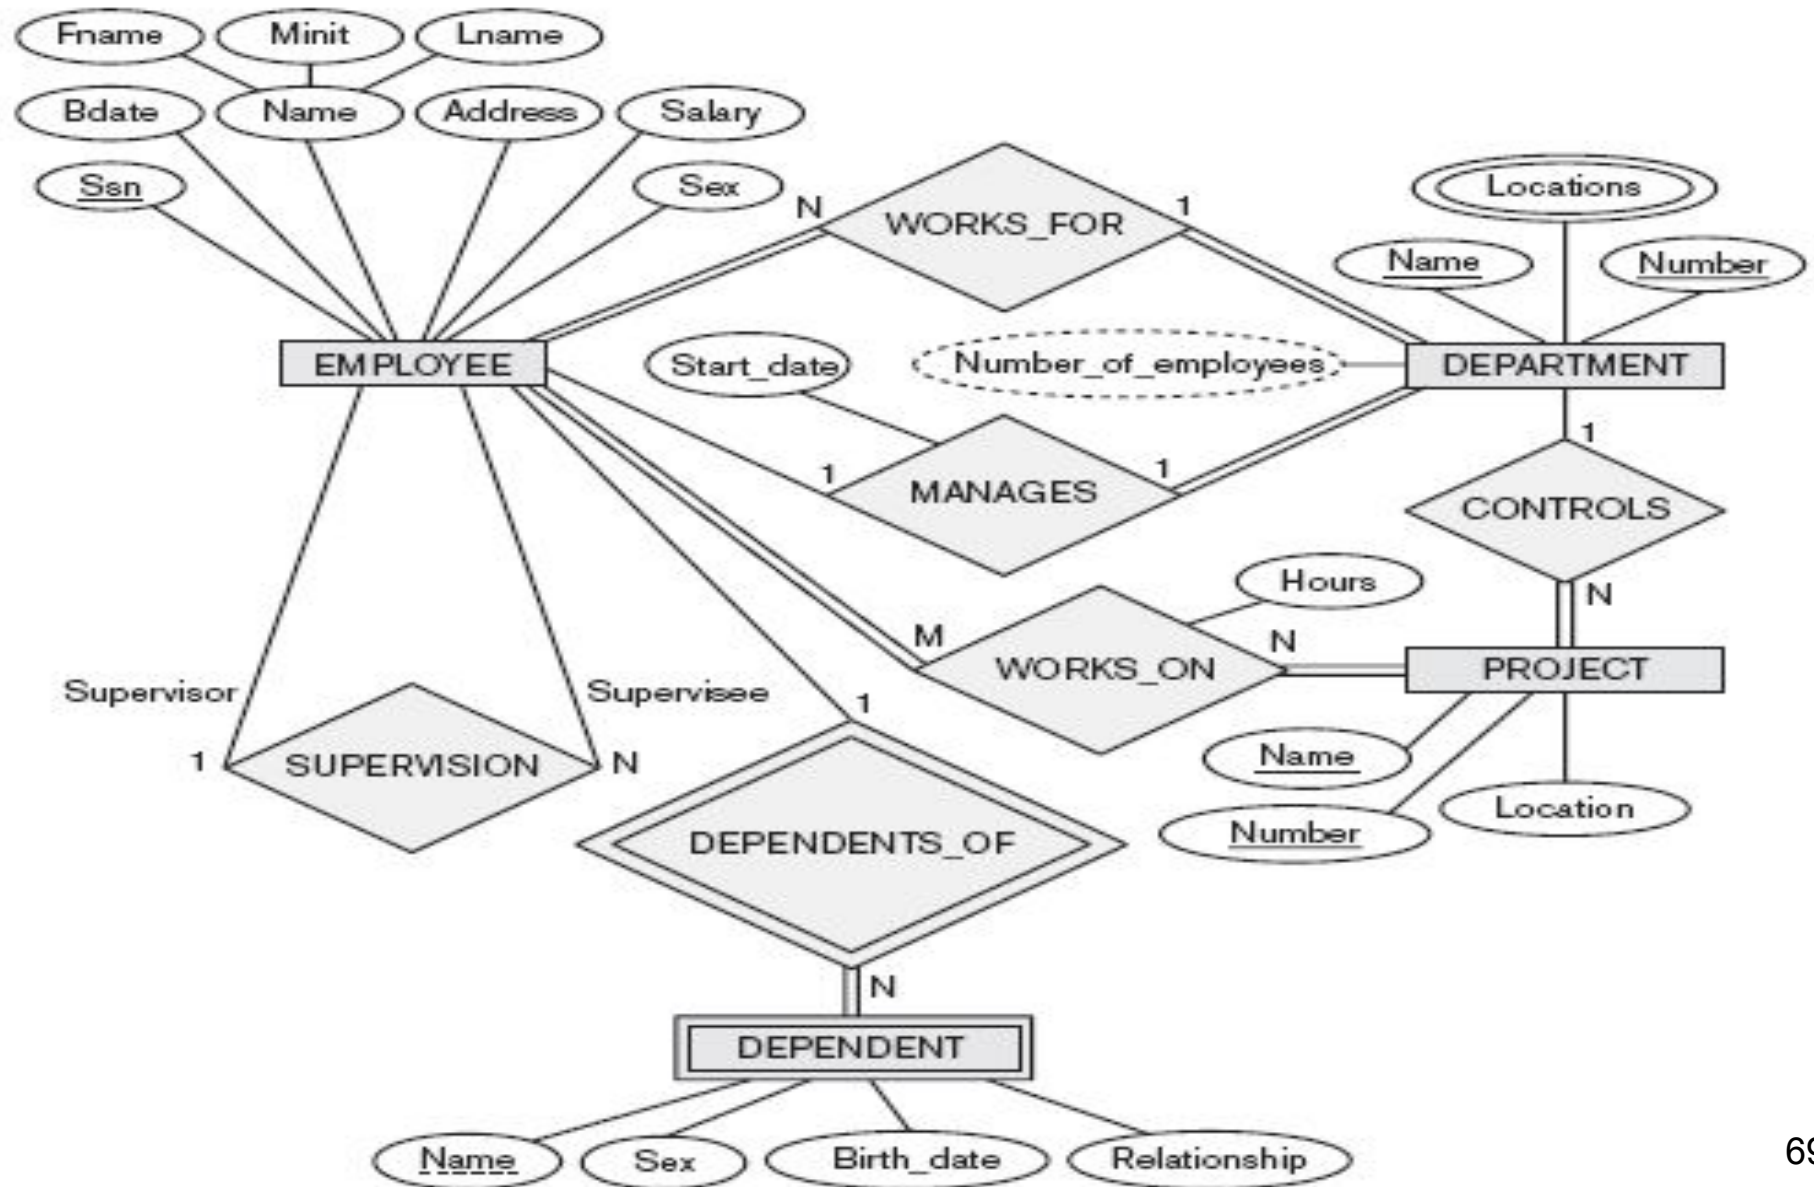 Fname Minit Lname
Bdate Name Address Salary
Ssn Sex
N WORKS_FOR 1
Locations
Name Number
EMPLOYEE
Start_date
Number_of_employees
DEPARTMENT
1 MANAGES 1
1
CONTROLS
N
Hours
M WORKS_ON N
PROJECT
Supervisor Supervisee
1 SUPERVISION N
1
Name
Number
Location
DEPENDENTS_OF
N
DEPENDENT
Name Sex Birth_date Relationship
69